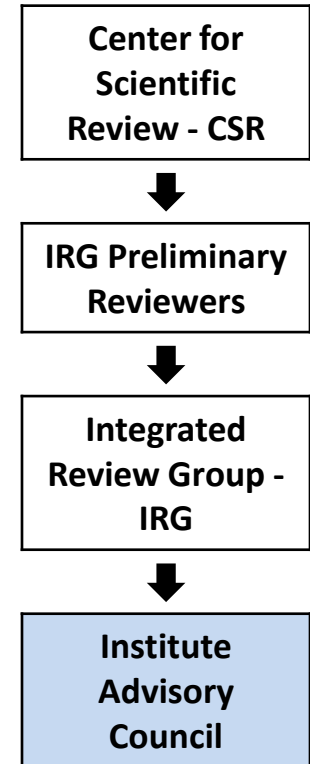 Center for
Scientific
Review - CSR
IRG Preliminary
Reviewers
Integrated
Review Group -
IRG
Institute
Advisory
Council